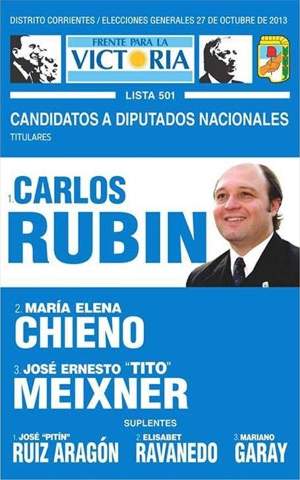 DISTRITO CORRIENTES / ELECCIONES GENERALES 27 DE OCTUBRE DE 2013
FRENTE PARA LA
VICTORIA
LISTA 501
CANDIDATOS A DIPUTADOS NACIONALES
TITULARES
1. CARLOS
RUBIN
2. MARÍA ELENA
CHIENO
3. JOSÉ ERNESTO "TITO"
MEIXNER
SUPLENTES
1. JOSÉ "PITÍN" 2. ELISABET 3. MARIANO
RUIZ ARAGÓN RAVANEDO GARAY